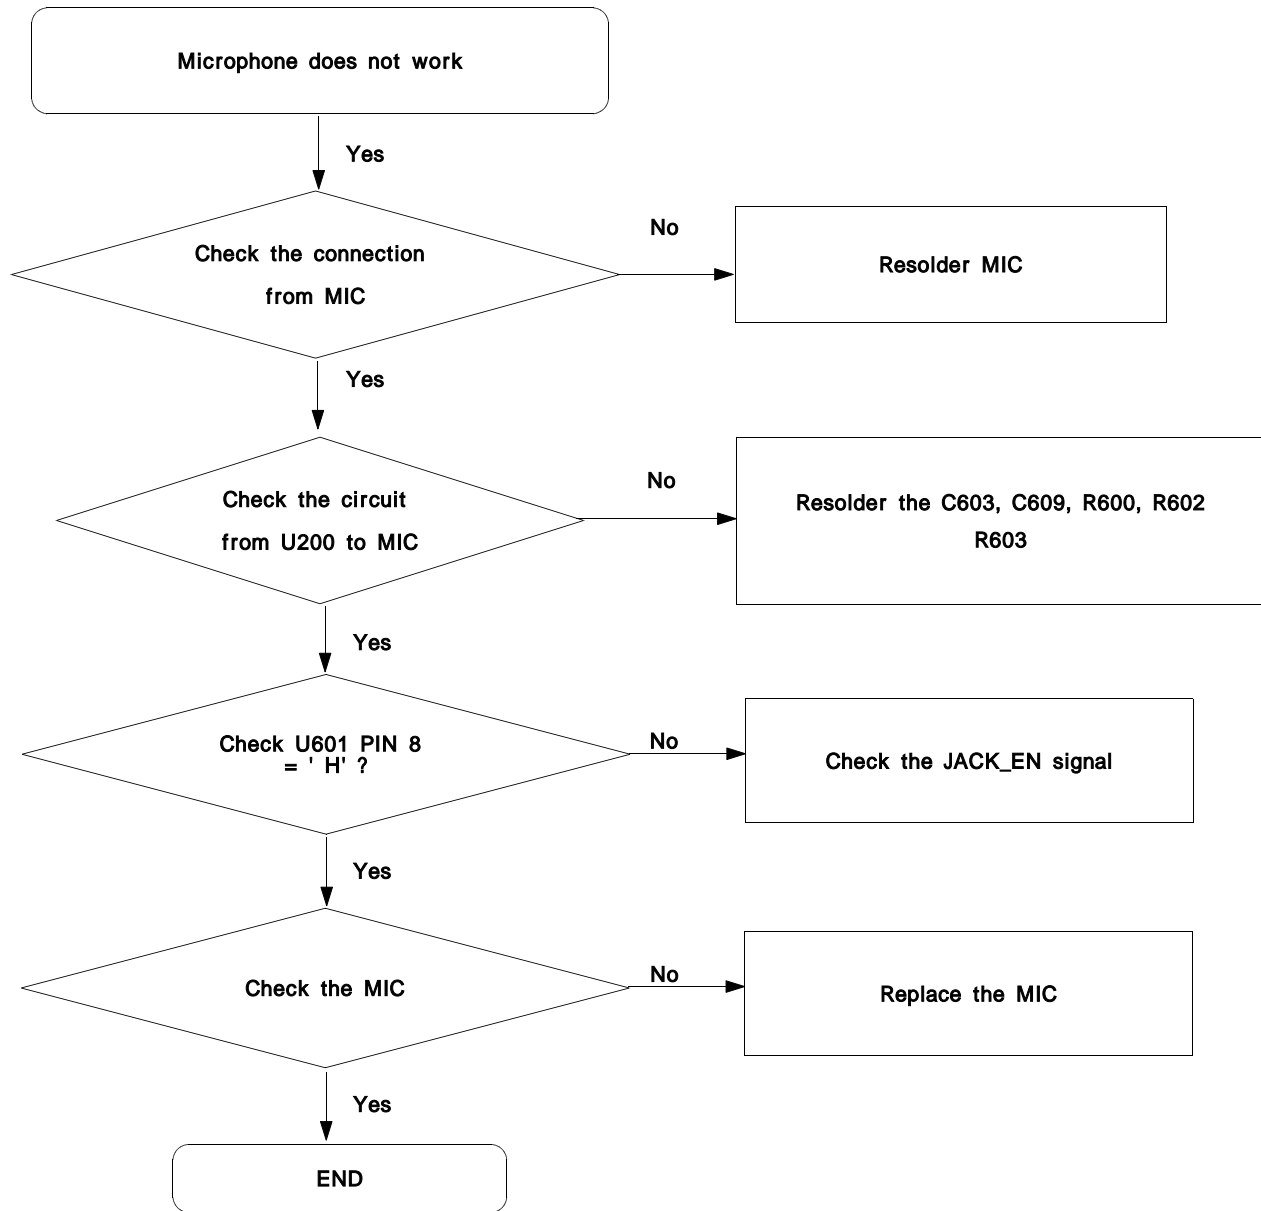 Microphone does not work
Yes
Check the connection
from MIC
No
Resolder MIC
Yes
Check the circuit
from U200 to MIC
No
Resolder the C603, C609, R600, R602
R603
Yes
Check U601 PIN 8
= ' H' ?
No
Check the JACK_EN signal
Yes
Check the MIC
No
Replace the MIC
Yes
END